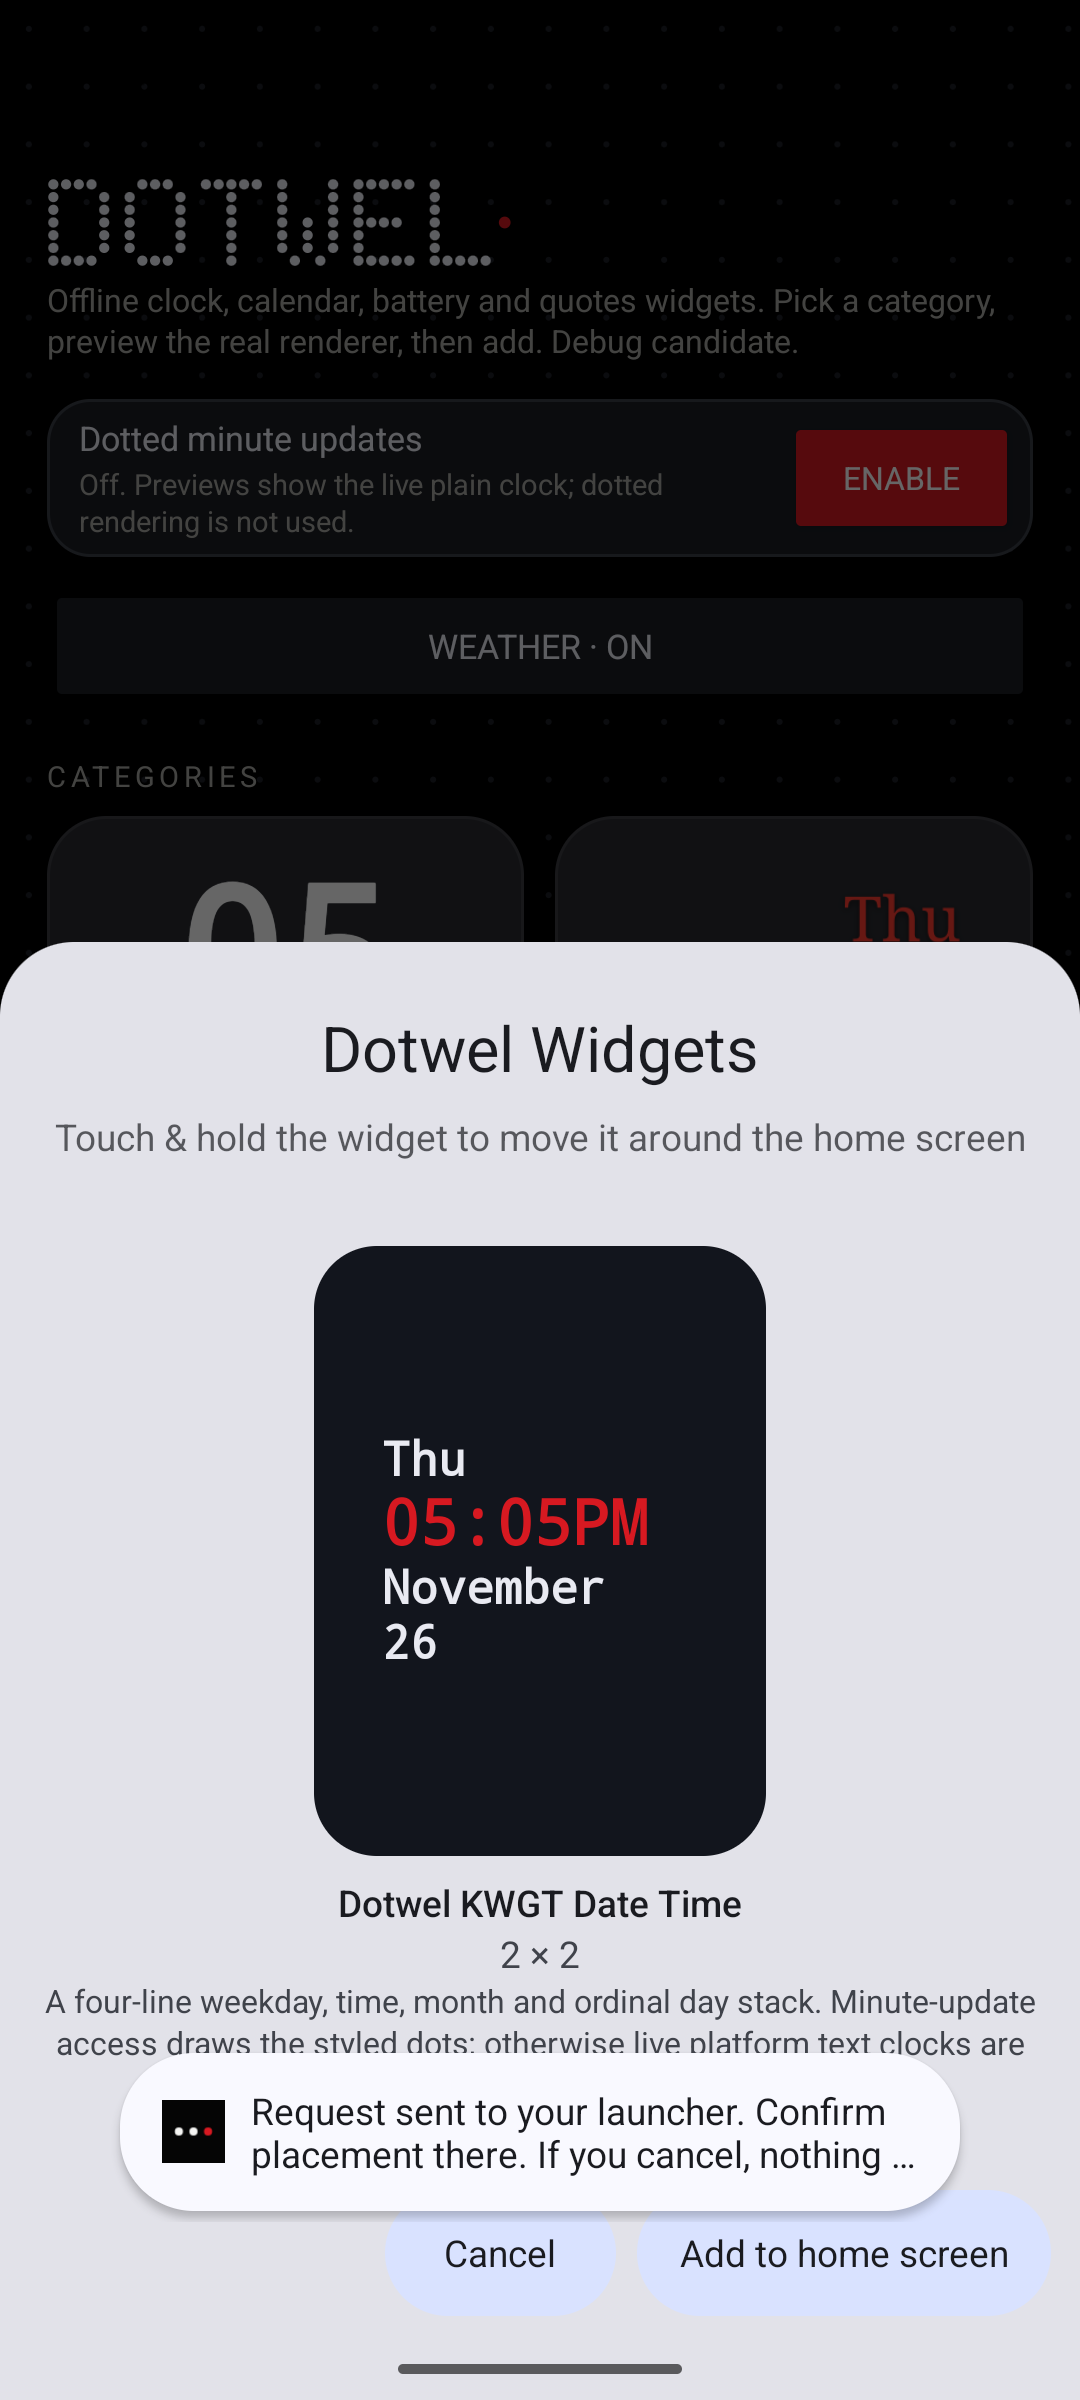 DOTWEL
Offline clock, calendar, battery and quotes widgets. Pick a category,
preview the real renderer, then add. Debug candidate.
Dotted minute updates
Off. Previews show the live plain clock; dotted
rendering is not used.
ENABLE
WEATHER · ON
CATEGORIES
05
Thu
Dotwel Widgets
Touch & hold the widget to move it around the home screen
Thu
05:05PM
November
26
Dotwel KWGT Date Time
2 × 2
A four-line weekday, time, month and ordinal day stack. Minute-update
access draws the styled dots; otherwise live platform text clocks are
Request sent to your launcher. Confirm
placement there. If you cancel, nothing ...
Cancel
Add to home screen